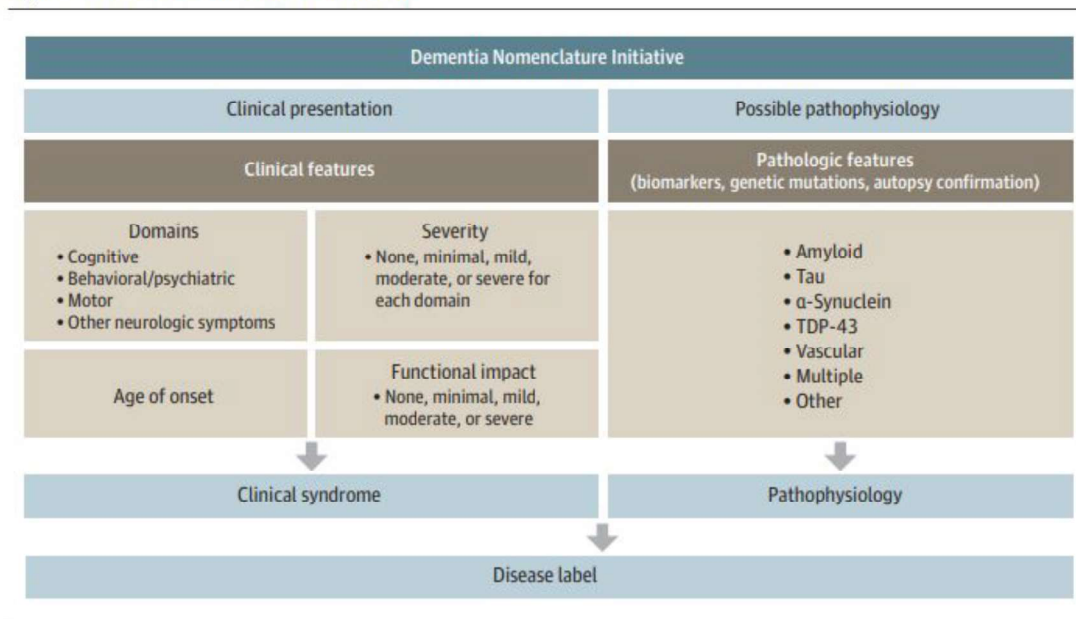 Dementia Nomenclature Initiative
Clinical presentation
Possible pathophysiology
Clinical features
Pathologic features
(biomarkers, genetic mutations, autopsy confirmation)
Domains
• Cognitive
• Behavioral/psychiatric
• Motor
• Other neurologic symptoms
Severity
• None, minimal, mild,
moderate, or severe for
each domain
Age of onset
Functional impact
• None, minimal, mild,
moderate, or severe
• Amyloid
• Tau
• α-Synuclein
• TDP-43
• Vascular
• Multiple
• Other
Clinical syndrome
Pathophysiology
Disease label